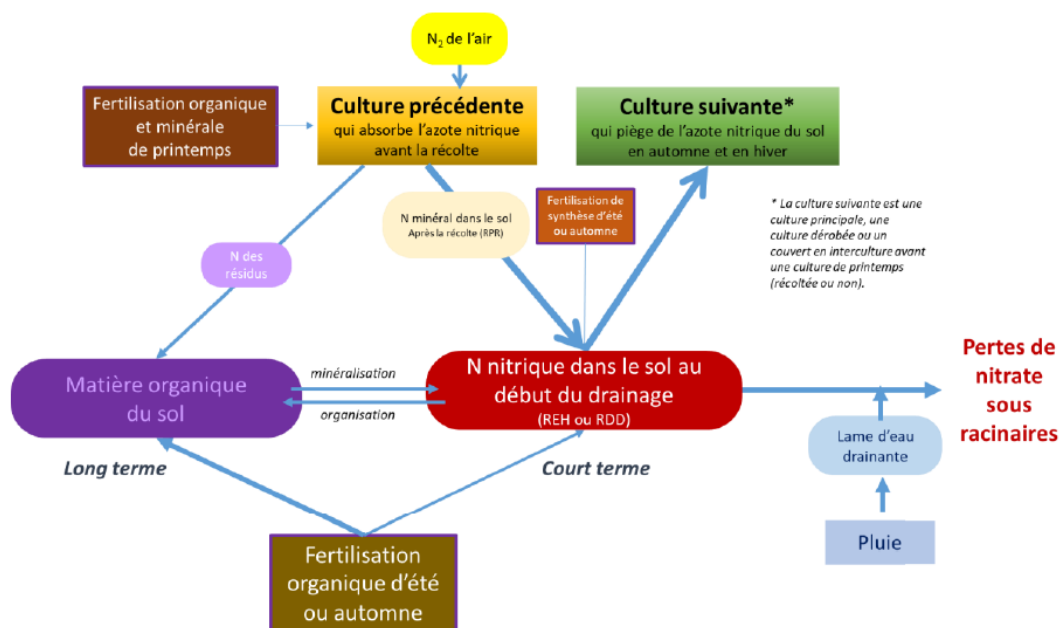 N2 de l'air
Fertilisation organique
et minérale
de printemps
Culture précédente
qui absorbe l'azote nitrique
avant la récolte
Culture suivante*
qui piège de l'azote nitrique du sol
en automne et en hiver
N minéral dans le sol
Après la récolte (RPR)
Fertilisation de
synthèse d'été
ou automne
* La culture suivante est une
culture principale, une
culture dérobée ou un
couvert en interculture avant
une culture de printemps
(récoltée ou non).
N des
résidus
Matière organique
du sol
minéralisation
organisation
N nitrique dans le sol au
début du drainage
(REH ou RDD)
Pertes de
nitrate
sous
racinaires
Lame d'eau
drainante
Long terme
Court terme
Pluie
Fertilisation
organique d'été
ou automne